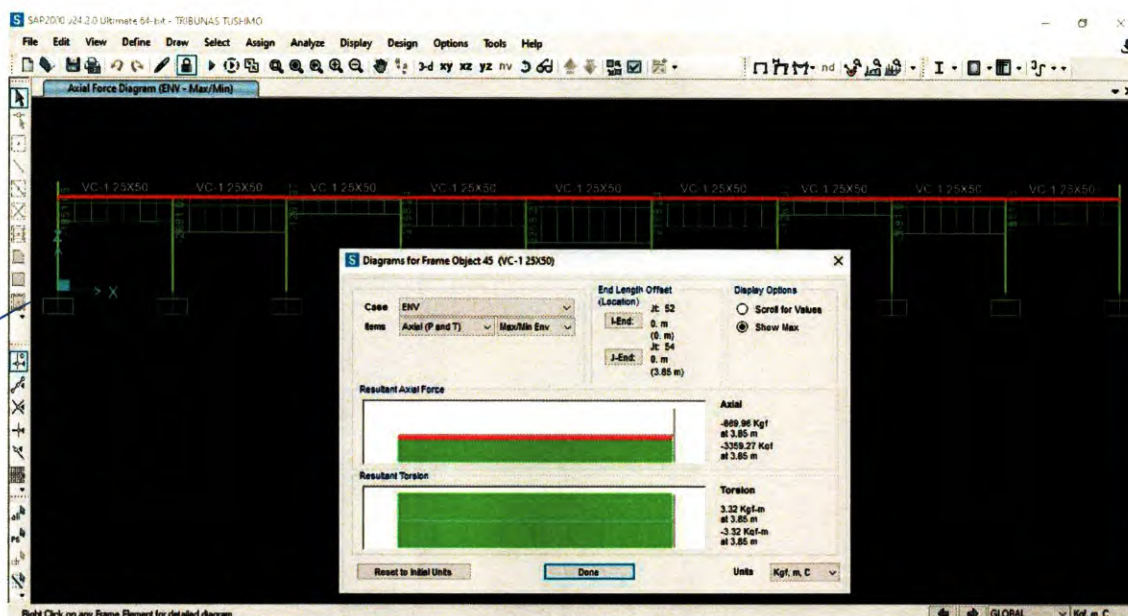 SAP2000 v24.2.0 Ultimate 64-bit - TRIBUNAS TUSHMO
File Edit View Define Draw Select Assign Analyze Display Design Options Tools Help
3-d xy xz yz nv nd
Axial Force Diagram (ENV - Max/Min)
VC-1 25X50 VC-1 25X50 VC-1 25X50 VC-1 25X50 VC-1 25X50 VC-1 25X50 VC-1 25X50 VC-1 25X50 VC-1 25X50
X
Diagrams for Frame Object 45 (VC-1 25X50)
Case ENV
Items Axial (P and T) Max/Min Env
End Length Offset
(Location)
Jt: 52
I-End: 0. m
(0. m)
Jt: 54
J-End: 0. m
(3.85 m)
Display Options
Scroll for Values
Show Max
Resultant Axial Force
Axial
-869.96 Kgf
at 3.85 m
-3359.27 Kgf
at 3.85 m
Resultant Torsion
Torsion
3.32 Kgf-m
at 3.85 m
-3.32 Kgf-m
at 3.85 m
Reset to Initial Units Done Units Kgf, m, C
Right Click on any Frame Element for detailed diagram
GLOBAL Kgf, m, C